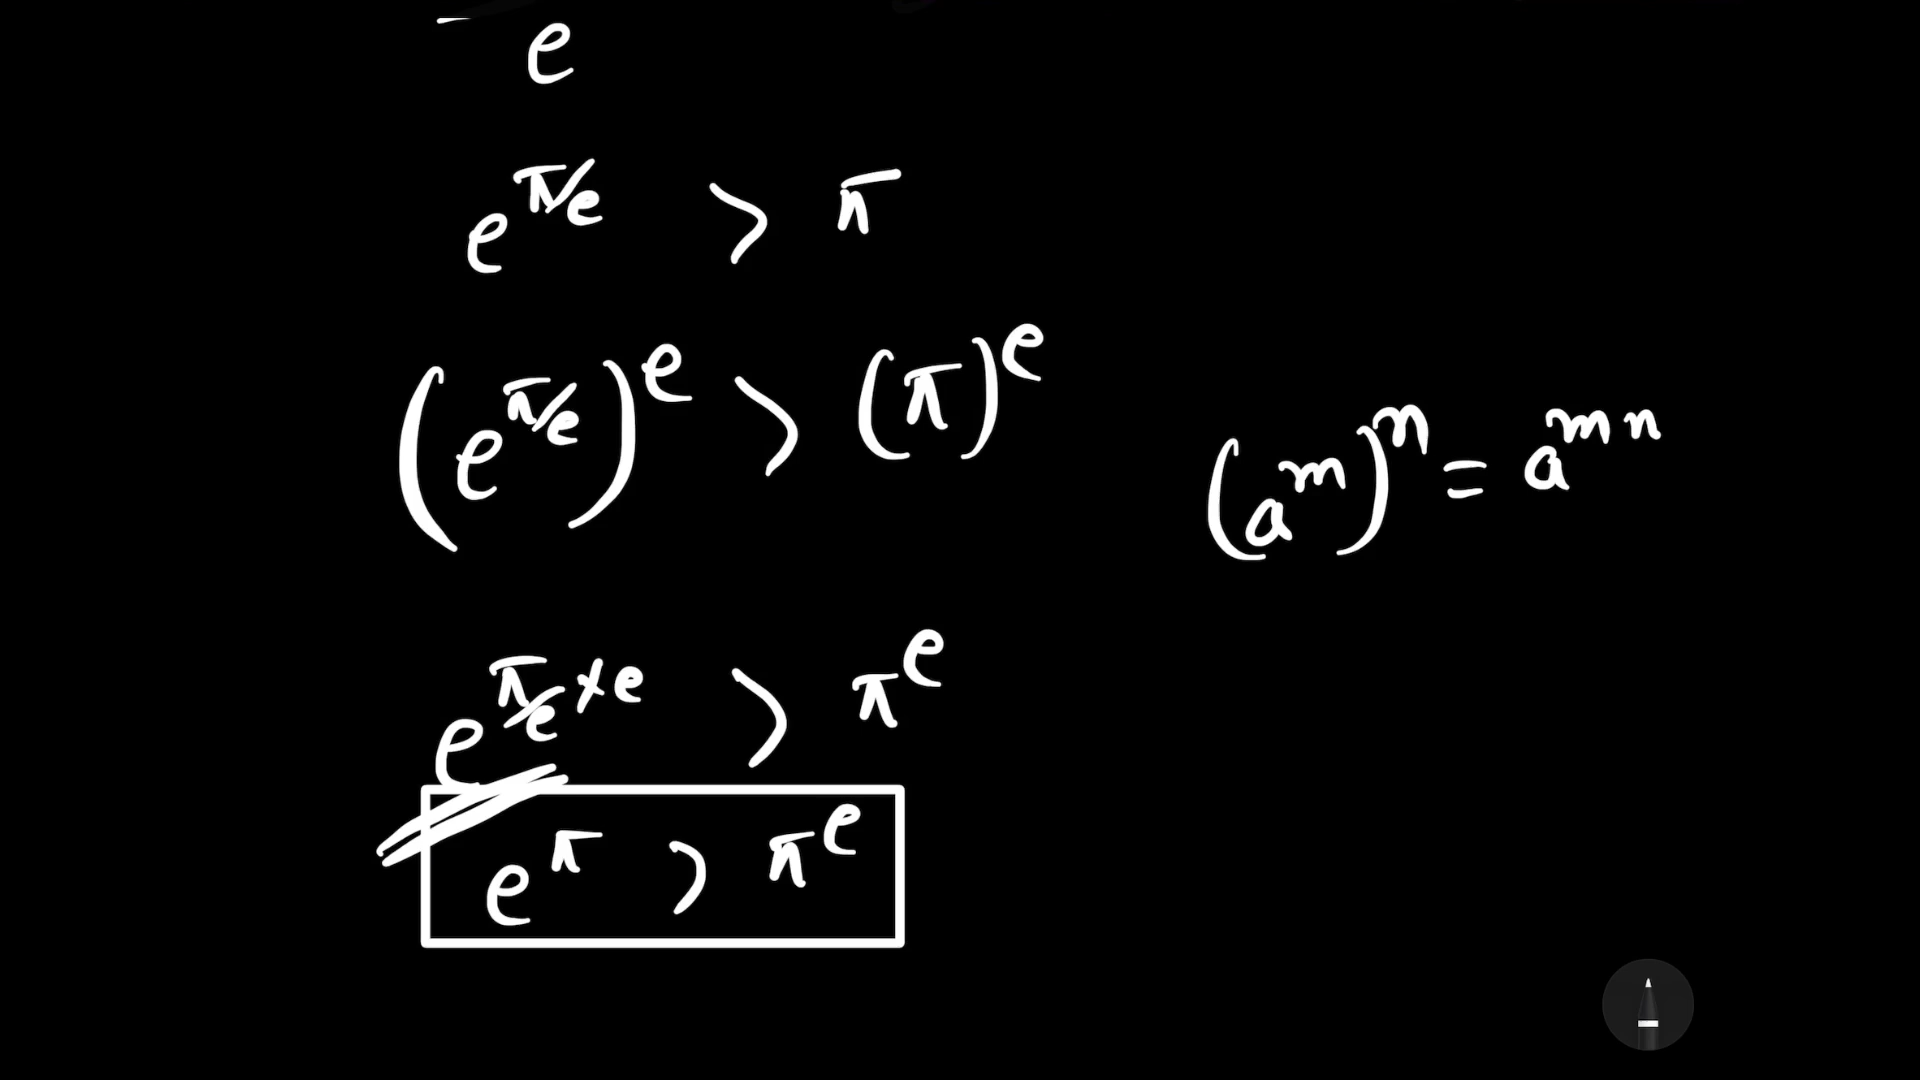 e
e^{π/e} > π
(e^{π/e})^e > (π)^e
(a^m)^n = a^{mn}
e^{π/e × e} > π^e
e^π > π^e